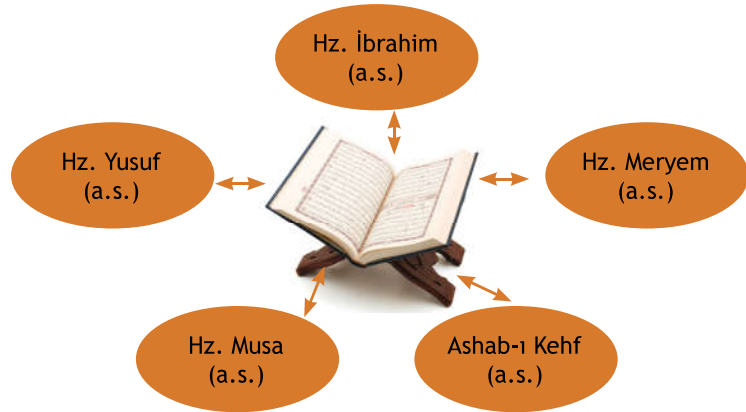 Hz. İbrahim
(a.s.)
Hz. Yusuf
(a.s.)
Hz. Meryem
(a.s.)
Hz. Musa
(a.s.)
Ashab-ı Kehf
(a.s.)